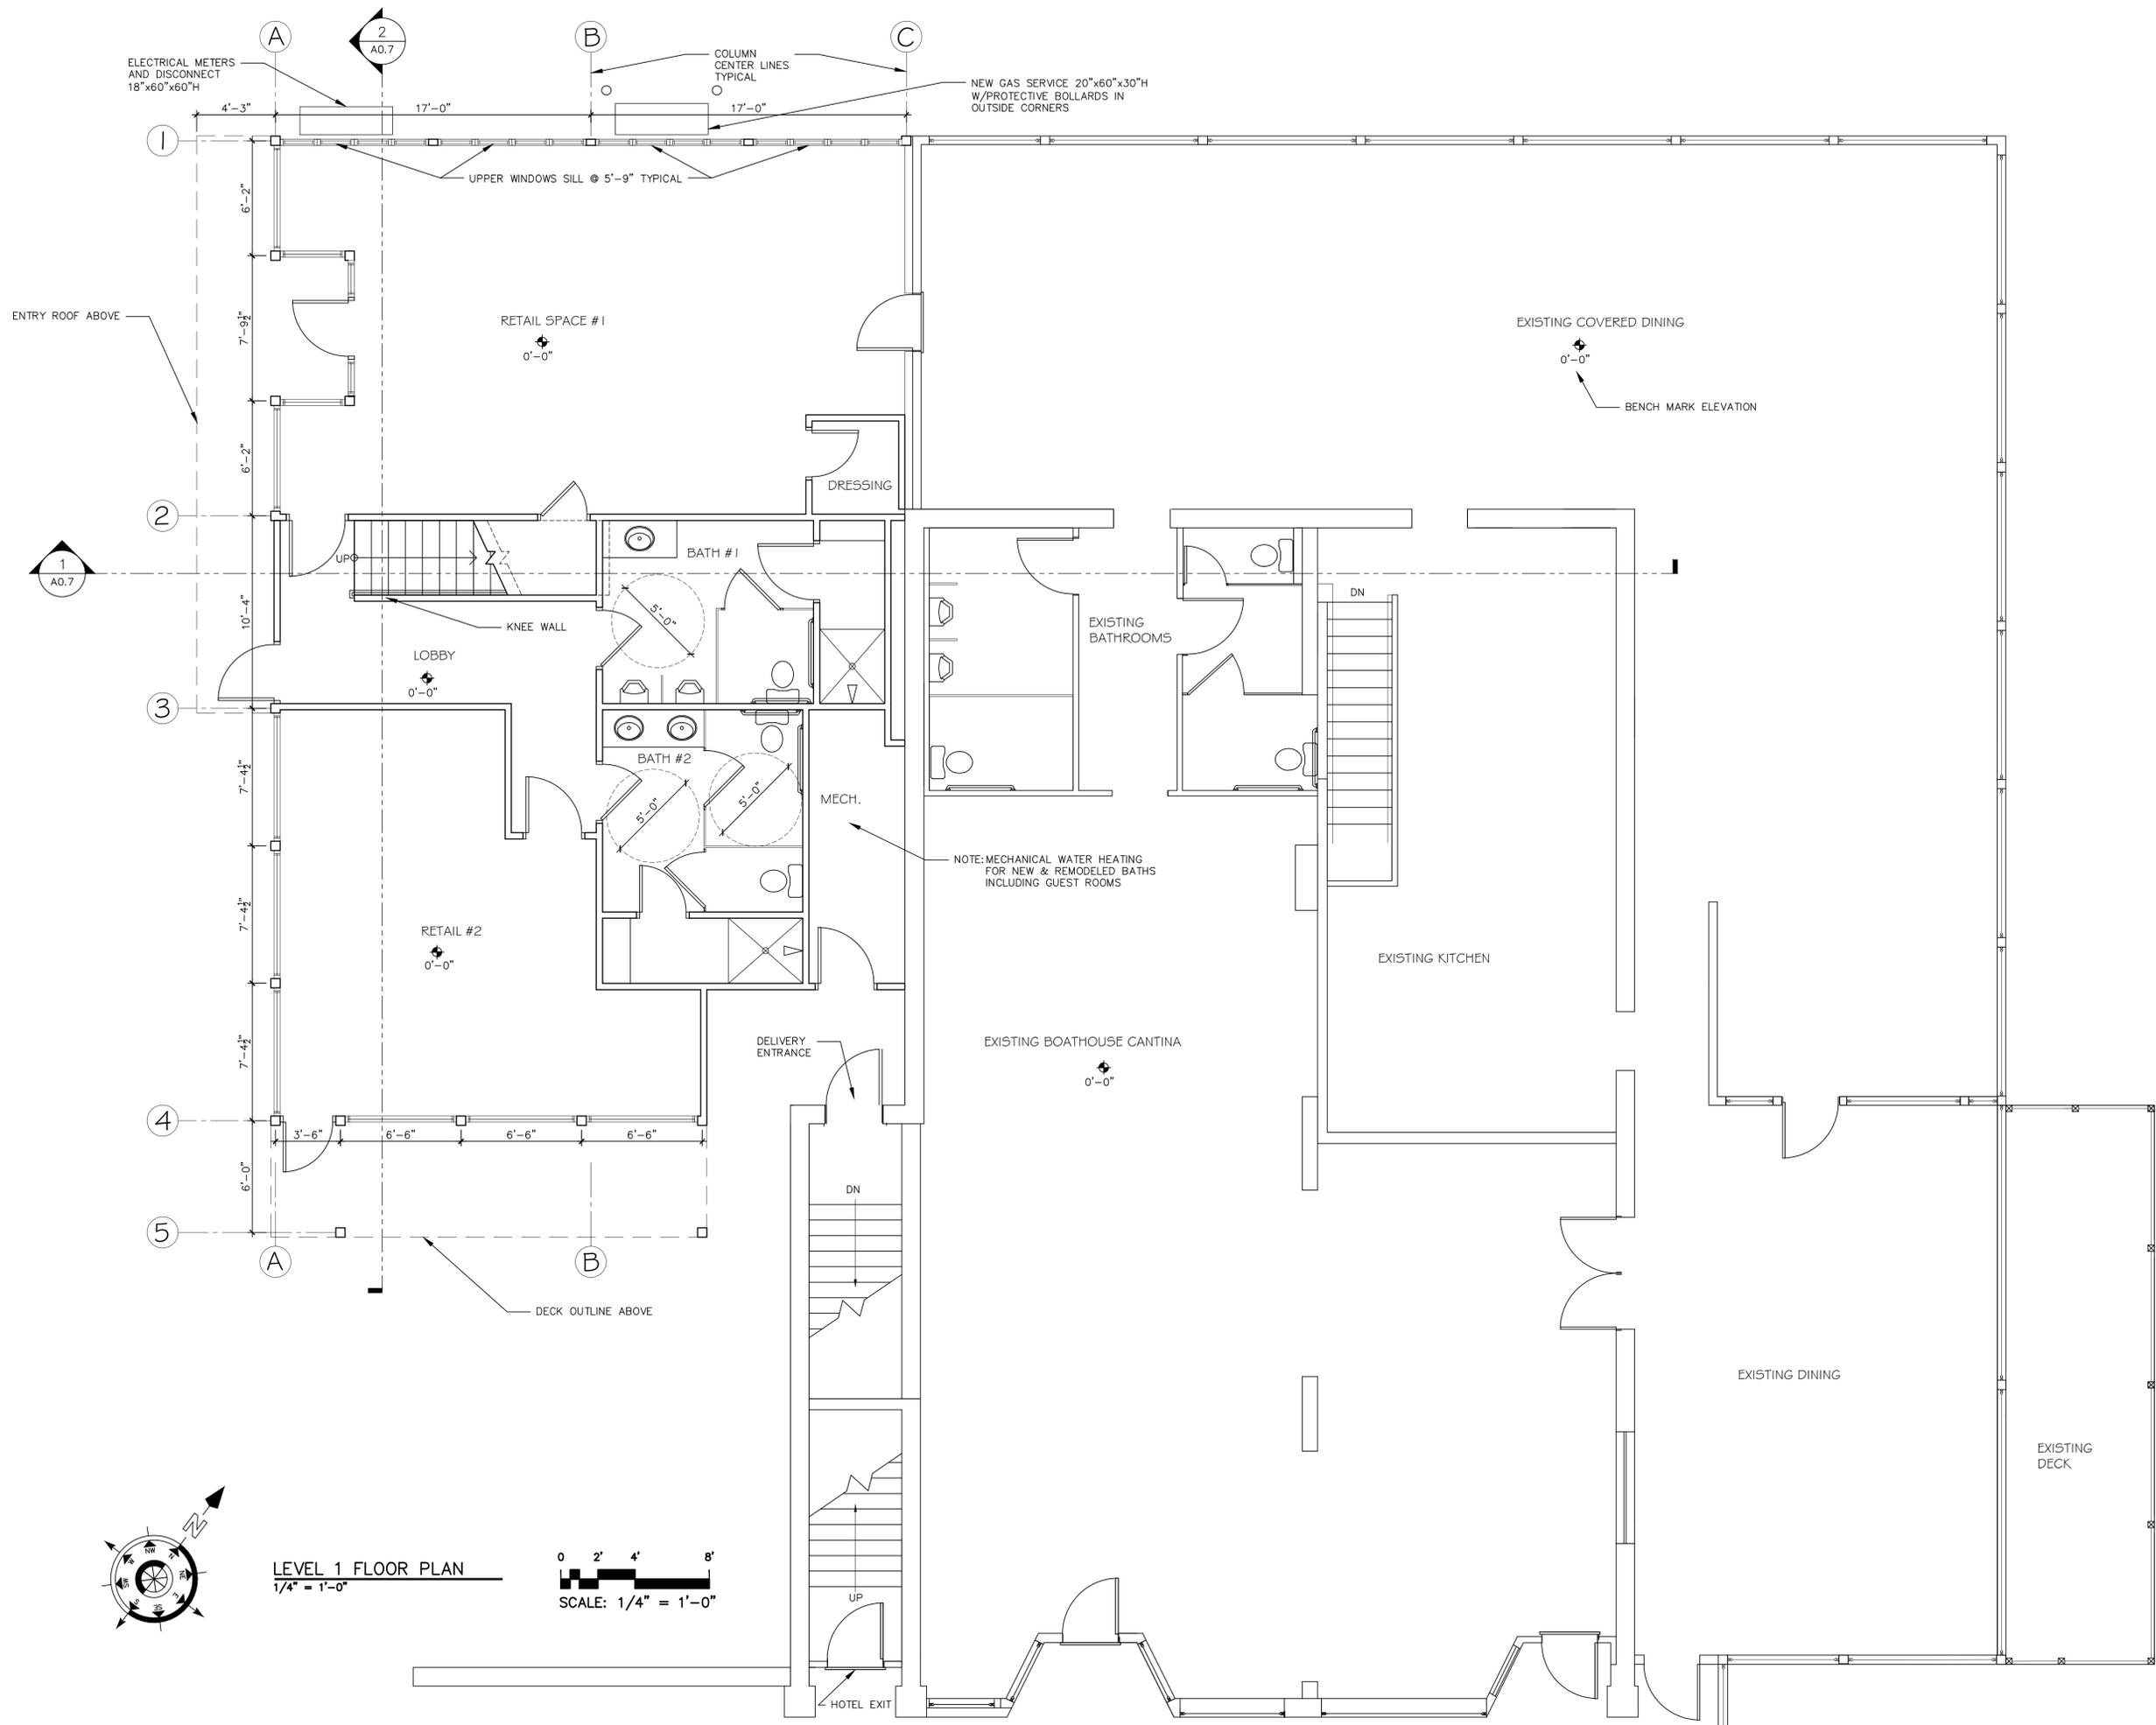 A
2
A0.7
B
C
ELECTRICAL METERS
AND DISCONNECT
18"x60"x60"H
COLUMN
CENTER LINES
TYPICAL
NEW GAS SERVICE 20"x60"x30"H
W/PROTECTIVE BOLLARDS IN
OUTSIDE CORNERS
4'-3"
17'-0"
17'-0"
1
UPPER WINDOWS SILL @ 5'-9" TYPICAL
6'-2"
ENTRY ROOF ABOVE
7'-9½"
RETAIL SPACE #1
0'-0"
EXISTING COVERED DINING
0'-0"
BENCH MARK ELEVATION
6'-2"
DRESSING
2
UP
BATH #1
1
A0.7
5'-0"
10'-4"
KNEE WALL
EXISTING
BATHROOMS
DN
LOBBY
0'-0"
3
7'-4½"
BATH #2
5'-0"
5'-0"
MECH.
NOTE: MECHANICAL WATER HEATING
FOR NEW & REMODELED BATHS
INCLUDING GUEST ROOMS
7'-4½"
RETAIL #2
0'-0"
EXISTING KITCHEN
7'-4½"
DELIVERY
ENTRANCE
EXISTING BOATHOUSE CANTINA
0'-0"
4
3'-6"
6'-6"
6'-6"
6'-6"
6'-0"
DN
5
A
B
DECK OUTLINE ABOVE
EXISTING DINING
EXISTING
DECK
N
NW
N
NE
E
SE
S
SW
W
LEVEL 1 FLOOR PLAN
1/4" = 1'-0"
0 2' 4' 8'
SCALE: 1/4" = 1'-0"
UP
HOTEL EXIT